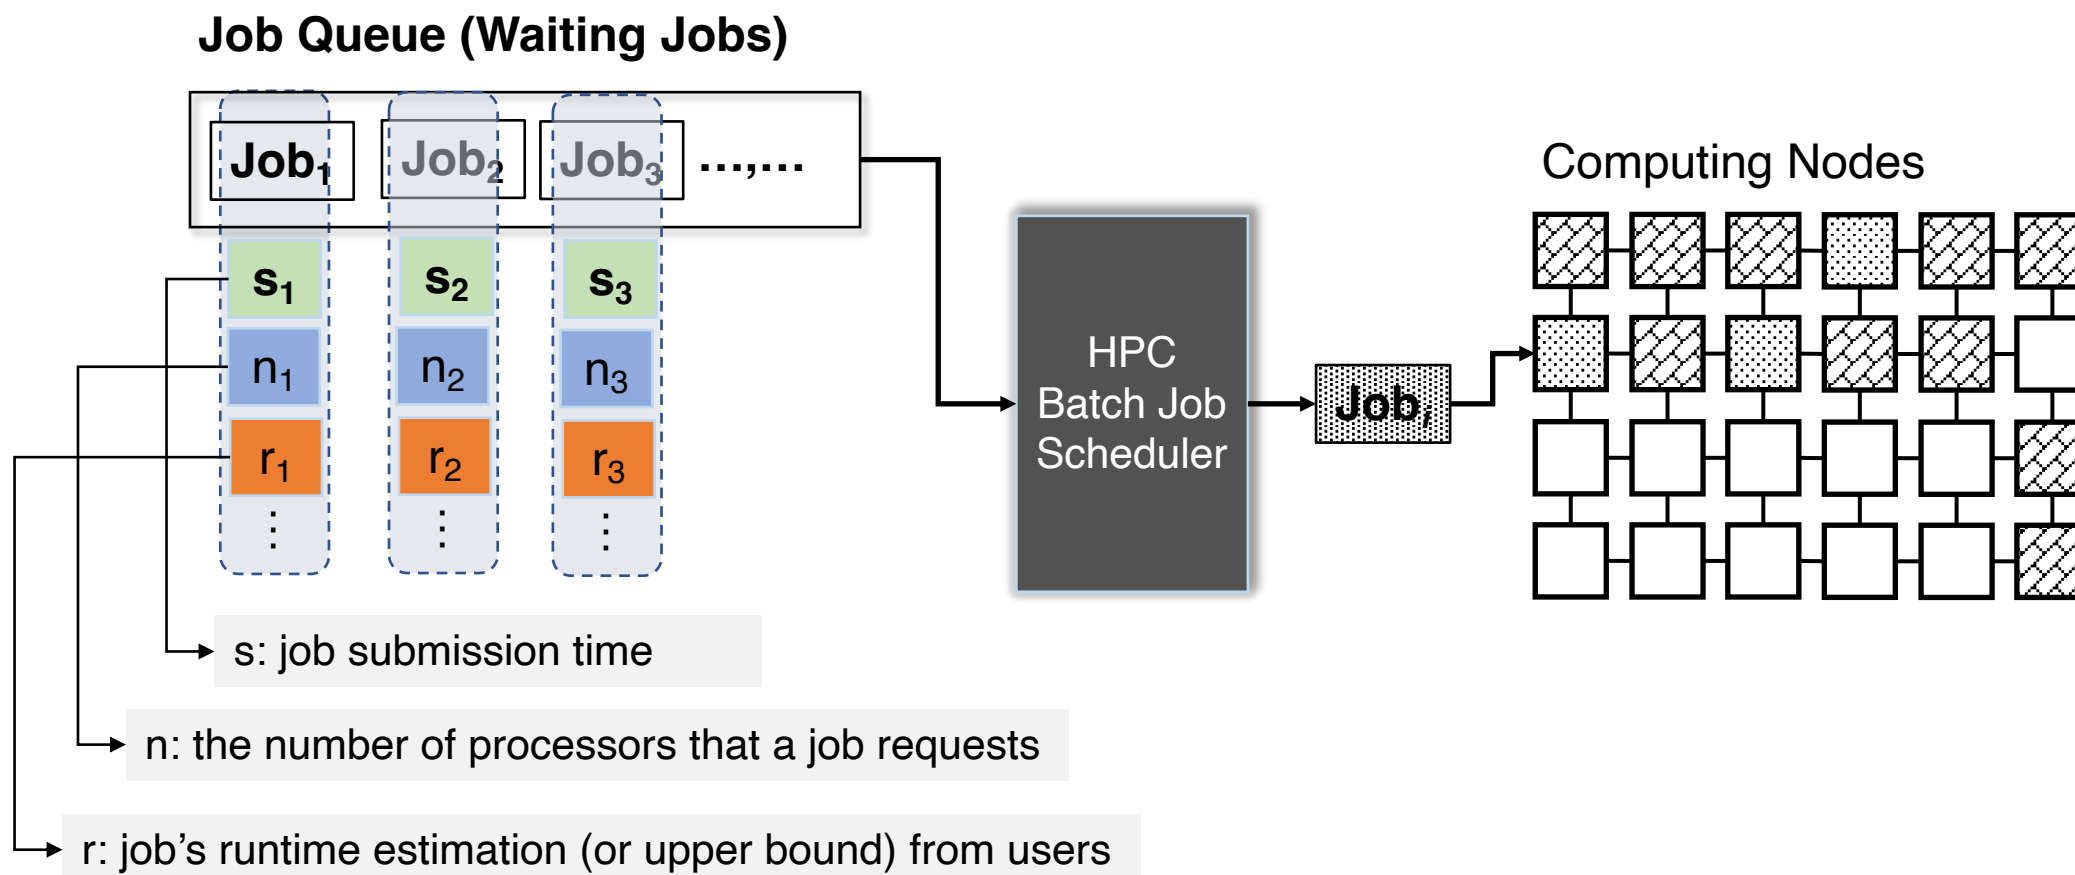 Job Queue (Waiting Jobs)
Job₁ Job₂ Job₃ ...,...
s₁ s₂ s₃
n₁ n₂ n₃
r₁ r₂ r₃
⋮ ⋮ ⋮
s: job submission time
n: the number of processors that a job requests
r: job’s runtime estimation (or upper bound) from users
HPC
Batch Job
Scheduler
Jobᵢ
Computing Nodes